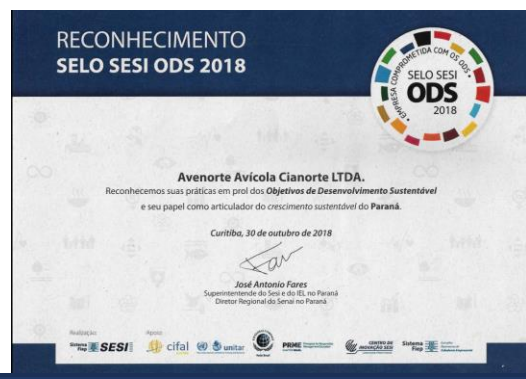 RECONHECIMENTO
SELO SESI ODS 2018
EMPRESA COMPROMETIDA COM OS ODS
SELO SESI
ODS
2018
Avenorte Avícola Cianorte LTDA.
Reconhecemos suas práticas em prol dos Objetivos de Desenvolvimento Sustentável
e seu papel como articulador do crescimento sustentável do Paraná.
Curitiba, 30 de outubro de 2018
José Antonio Fares
Superintendente do Sesi e do IEL no Paraná
Diretor Regional do Senai no Paraná
Realização:
Apoio:
Sistema Fiep SESI
cifal
unitar
PRME
CENTRO DE INOVAÇÃO SESI
Sistema Fiep